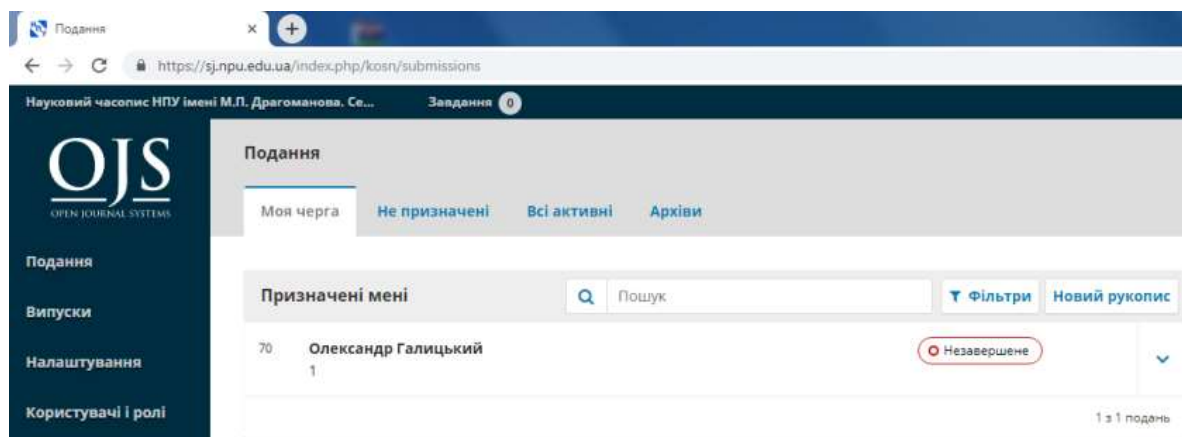 Подання
https://sj.npu.edu.ua/index.php/kosn/submissions
Науковий часопис НПУ імені М.П. Драгоманова. Се... Завдання 0
OJS
OPEN JOURNAL SYSTEMS
Подання
Випуски
Налаштування
Користувачі і ролі
Подання
Моя черга Не призначені Всі активні Архіви
Призначені мені Пошук Фільтри Новий рукопис
70 Олександр Галицький Незавершене
1
1 з 1 подань